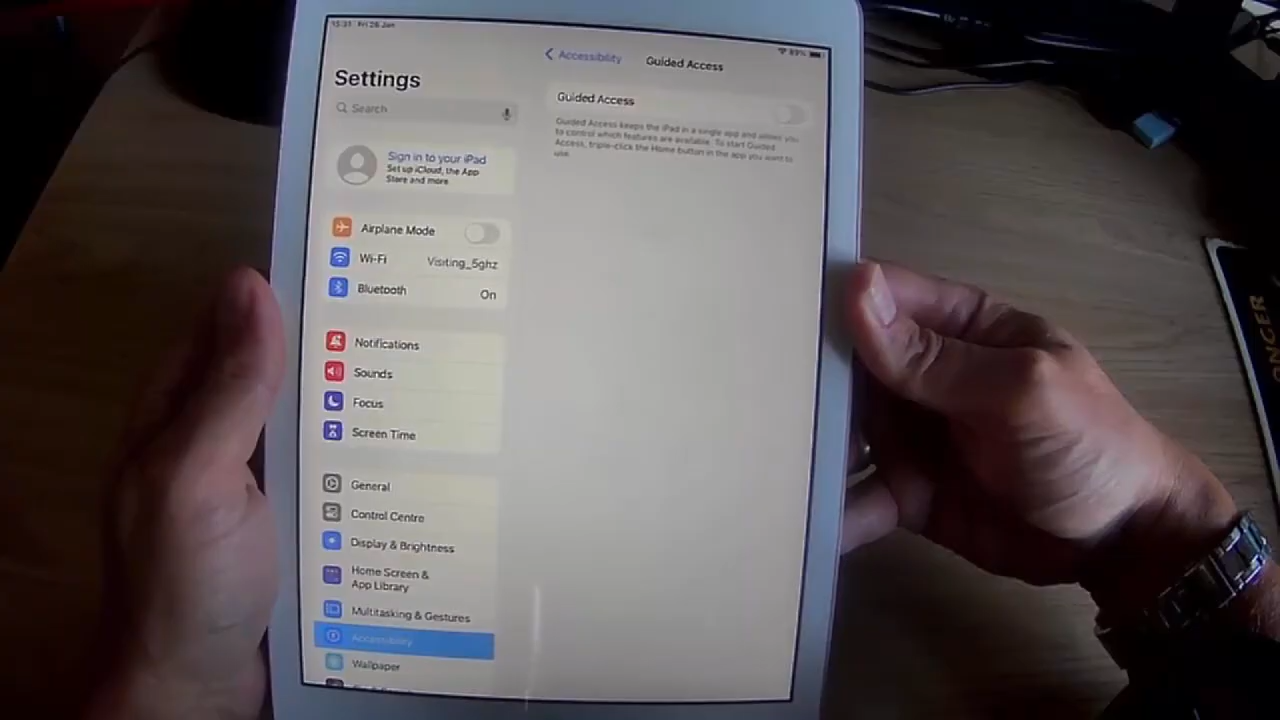 15:31 Fri 26 Jan
89%
Settings
Search
Sign in to your iPad
Set up iCloud, the App
Store and more
Airplane Mode
Wi-Fi Visiting_5ghz
Bluetooth On
Notifications
Sounds
Focus
Screen Time
General
Control Centre
Display & Brightness
Home Screen &
App Library
Multitasking & Gestures
Accessibility
Wallpaper
Accessibility Guided Access
Guided Access
Guided Access keeps the iPad in a single app and allows you
to control which features are available. To start Guided
Access, triple-click the Home button in the app you want to
use.